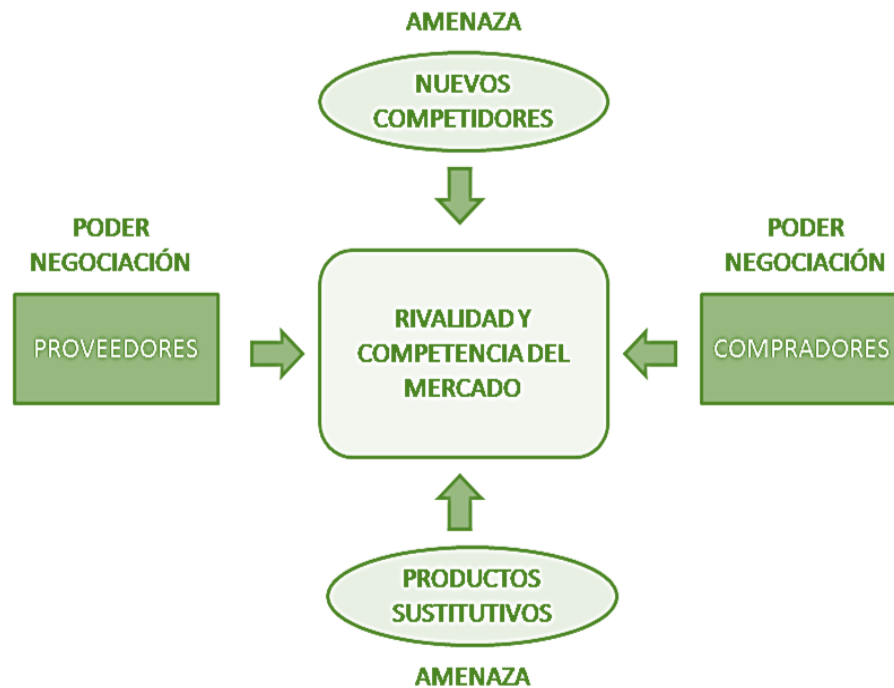 AMENAZA
NUEVOS
COMPETIDORES
PODER
NEGOCIACIÓN
PROVEEDORES
RIVALIDAD Y
COMPETENCIA DEL
MERCADO
PODER
NEGOCIACIÓN
COMPRADORES
PRODUCTOS
SUSTITUTIVOS
AMENAZA